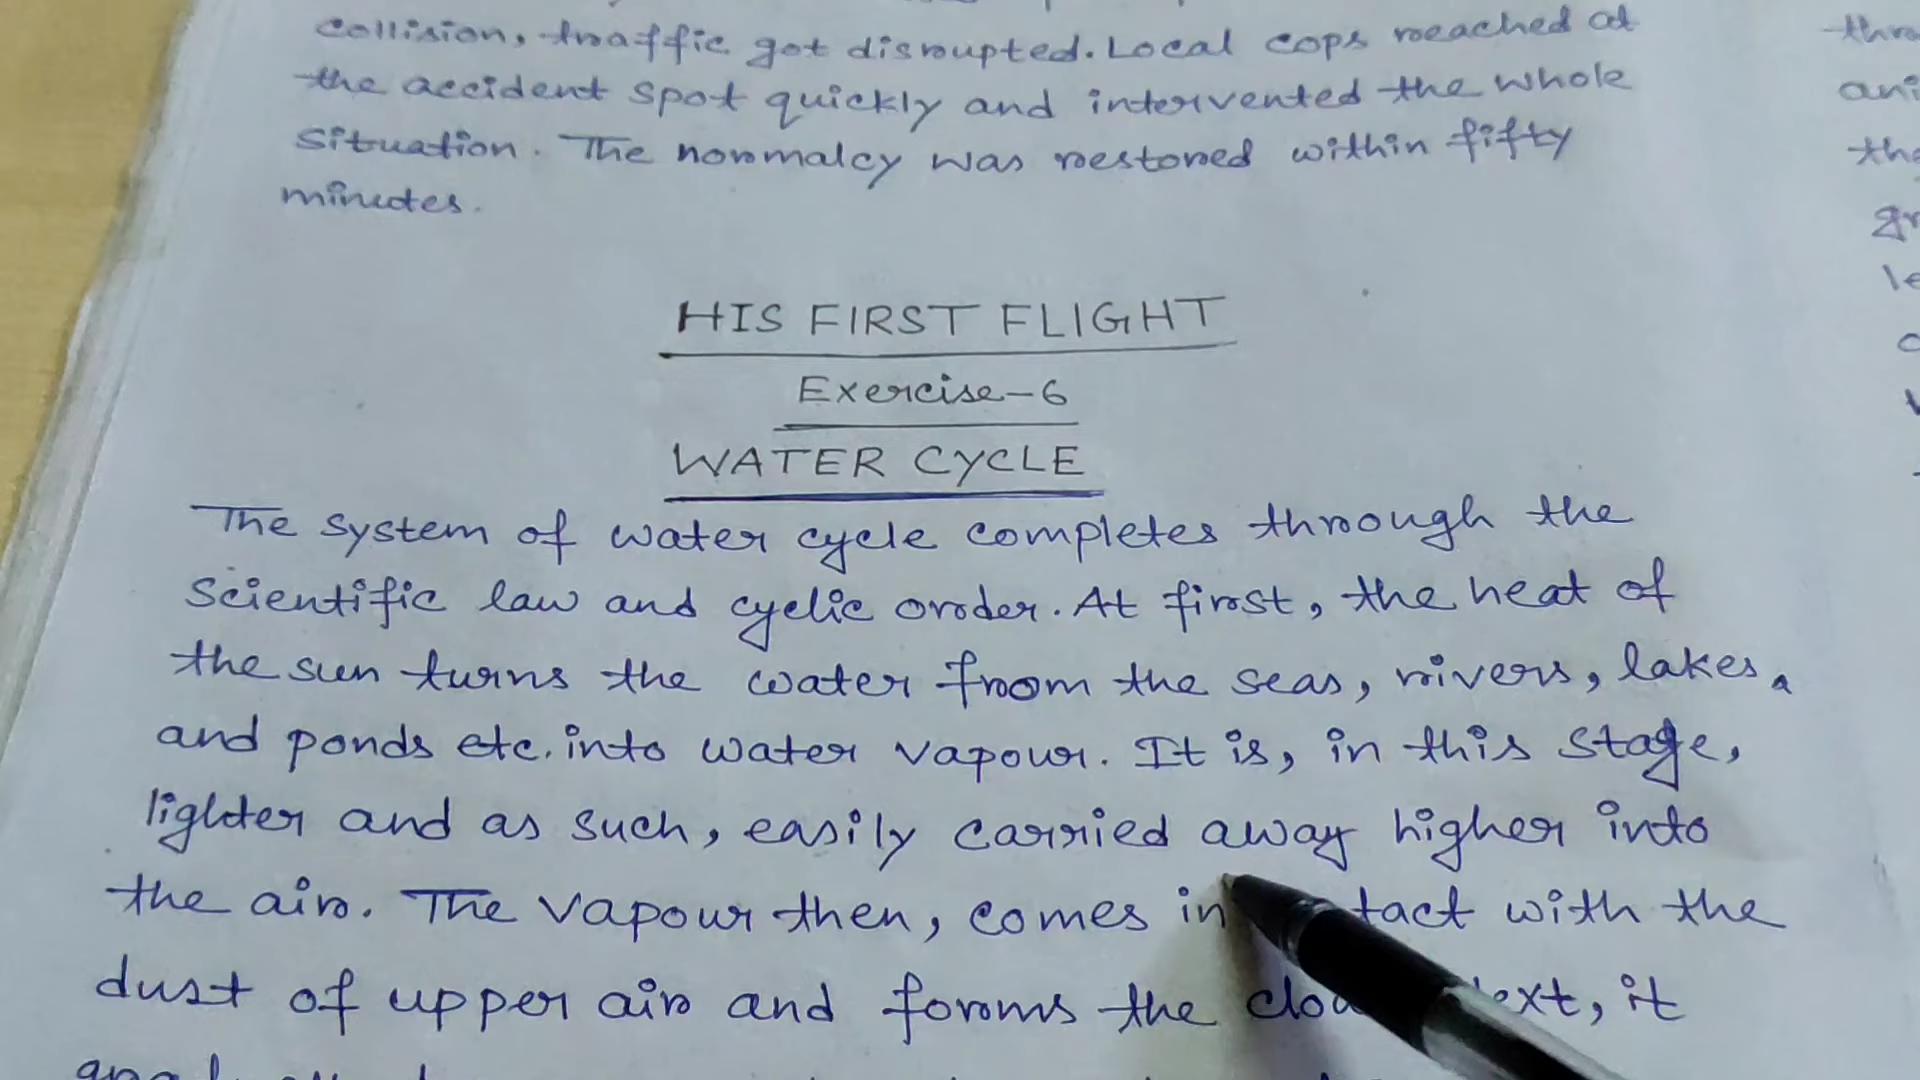 collision, traffic got disrupted. Local cops reached at
the accident spot quickly and intervented the whole
situation. The normalcy was restored within fifty
minutes.
HIS FIRST FLIGHT
Exercise-6
WATER CYCLE
The system of water cycle completes through the
scientific law and cyclic order. At first, the heat of
the sun turns the water from the seas, rivers, lakes,
and ponds etc. into water vapour. It is, in this stage,
lighter and as such, easily carried away higher into
the air. The vapour then, comes in with the
dust of upper air and forms the it